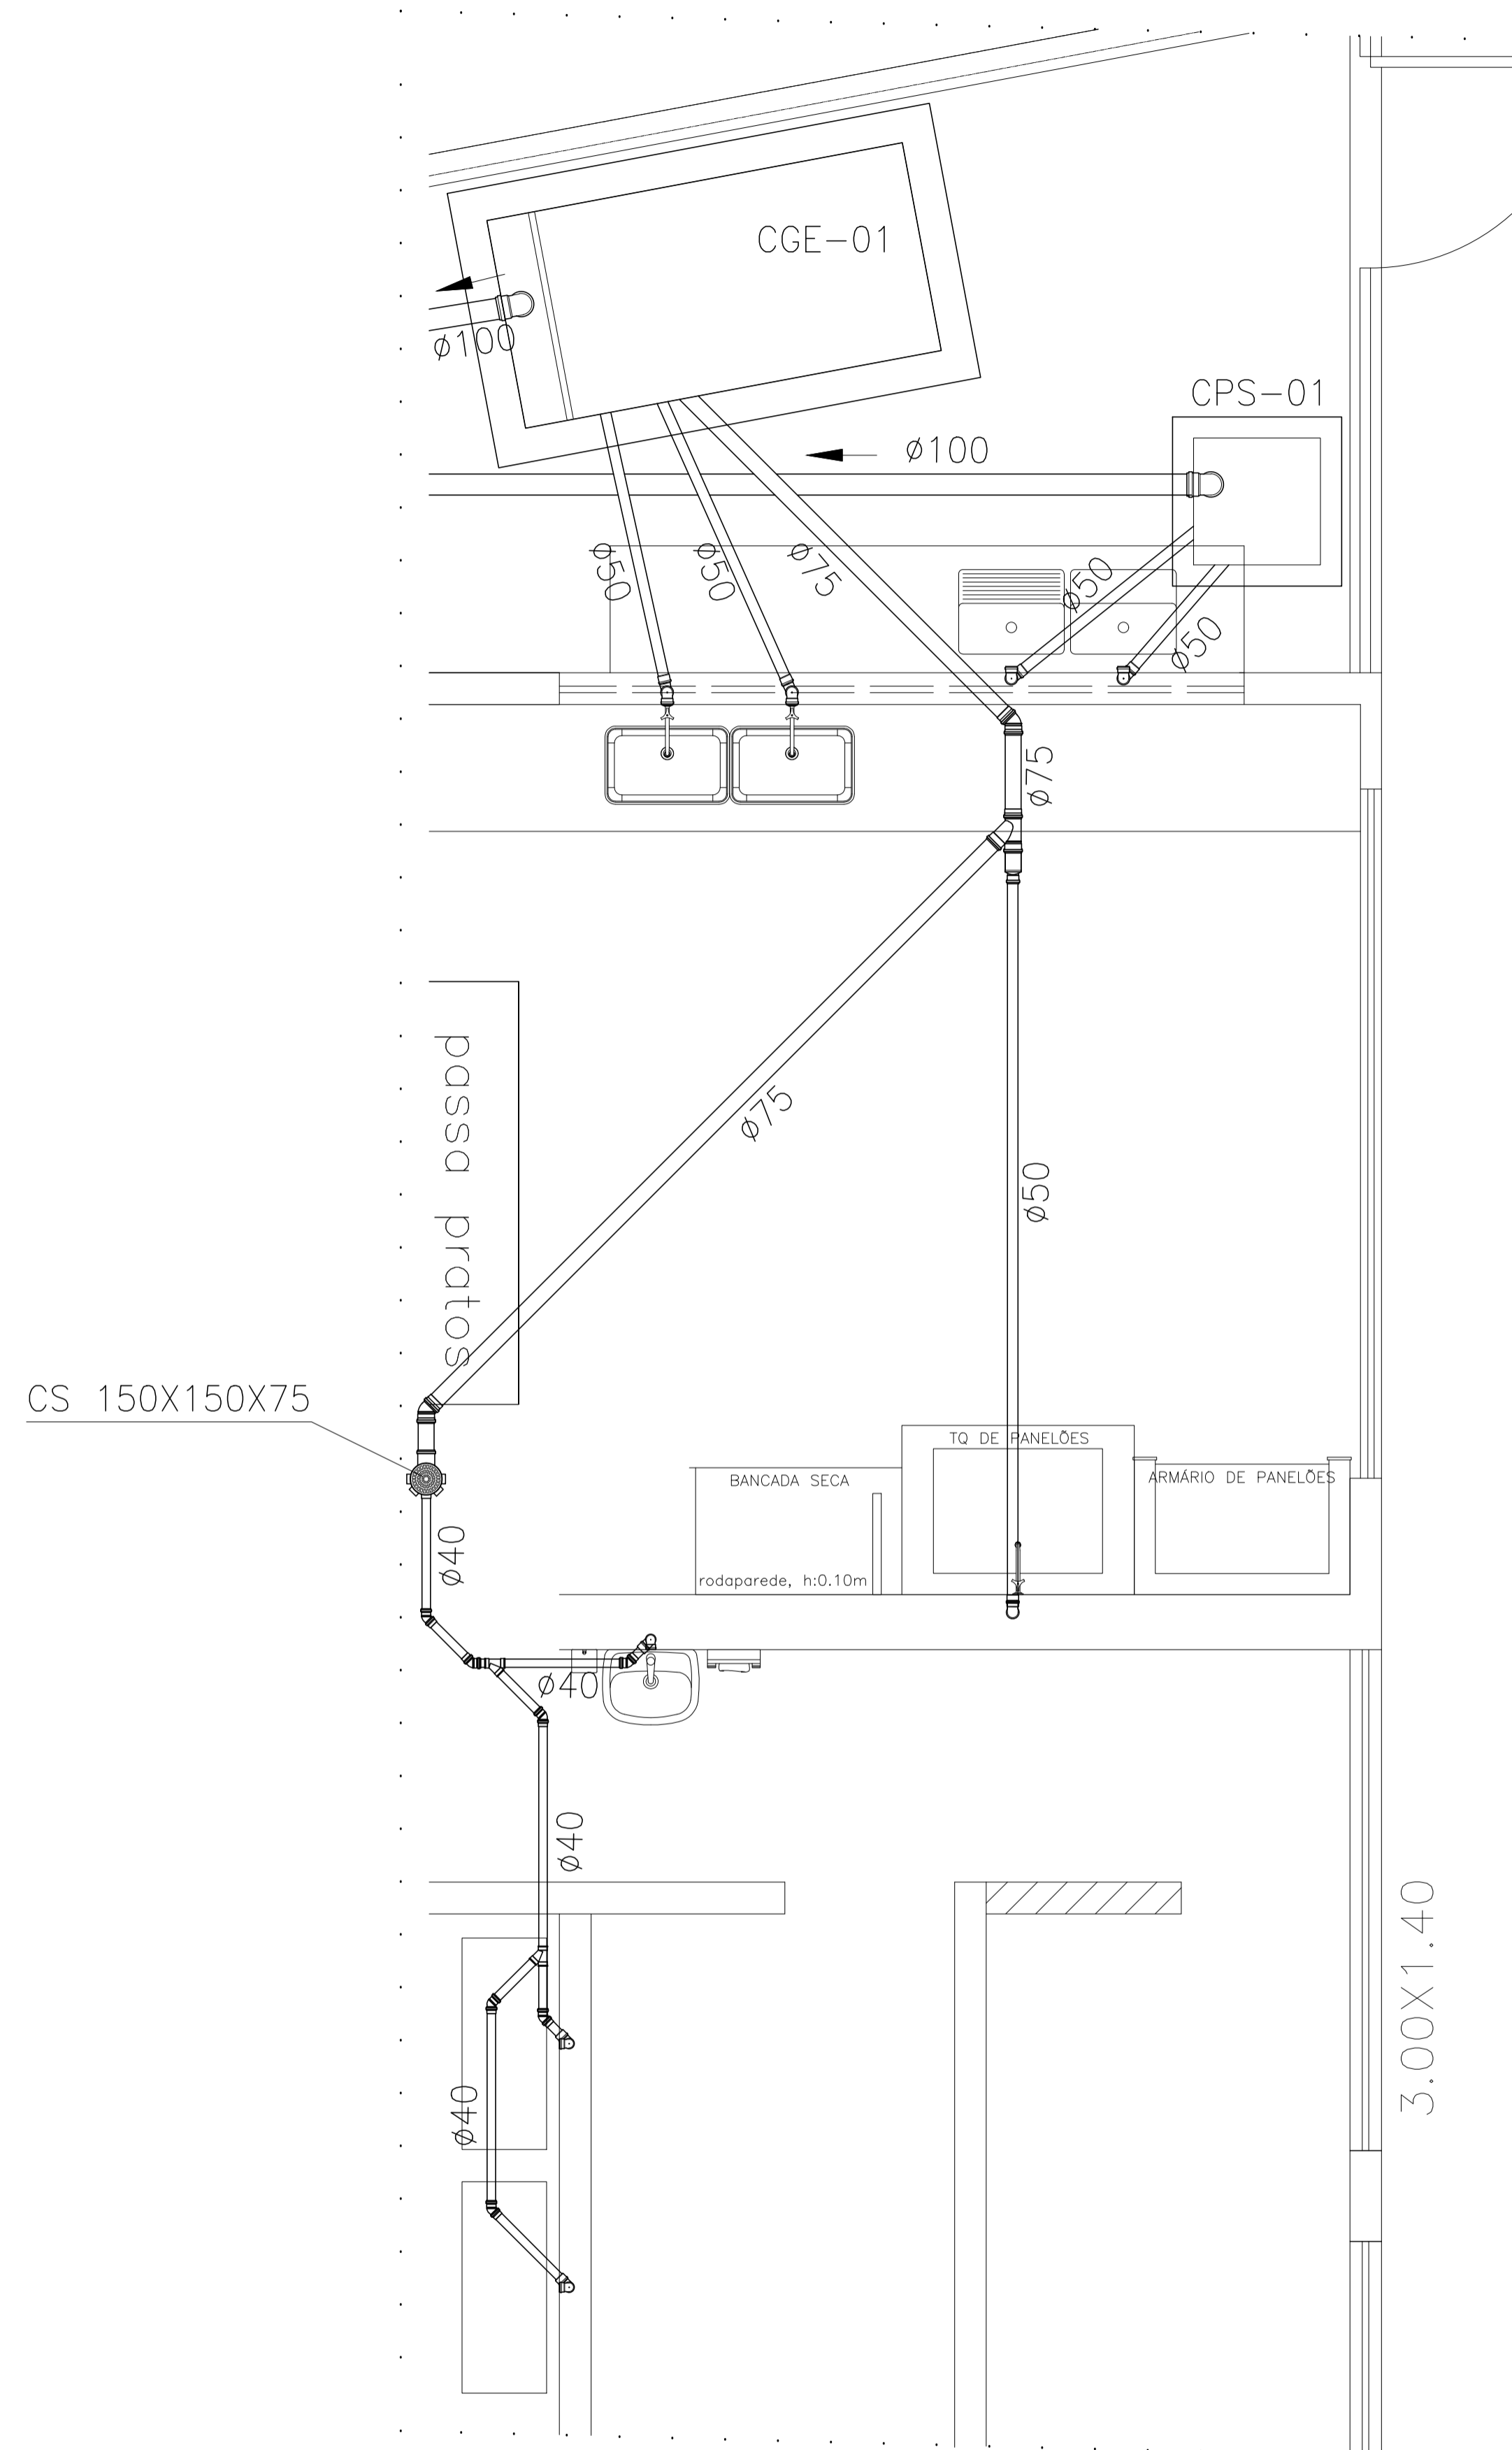 CGE-01
ø100
CPS-01
ø100
ø50
ø50
ø75
ø50
ø50
ø75
passa pratos
ø75
ø50
CS 150X150X75
TQ DE PANELÕES
BANCADA SECA
ARMÁRIO DE PANELÕES
ø40
rodaparede, h:0.10m
ø40
ø40
3.00X1.40
ø40